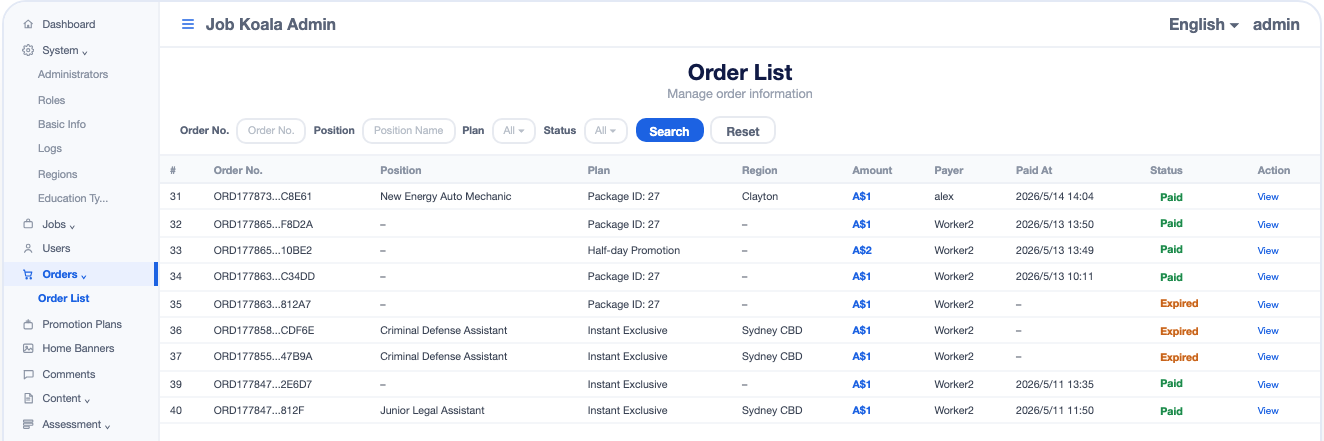 Dashboard
System
Administrators
Roles
Basic Info
Logs
Regions
Education Ty...
Jobs
Users
Orders
Order List
Promotion Plans
Home Banners
Comments
Content
Assessment
Job Koala Admin
English admin
Order List
Manage order information
Order No. Order No. Position Position Name Plan All Status All Search Reset
# Order No. Position Plan Region Amount Payer Paid At Status Action
31 ORD177873...C8E61 New Energy Auto Mechanic Package ID: 27 Clayton A$1 alex 2026/5/14 14:04 Paid View
32 ORD177865...F8D2A – Package ID: 27 – A$1 Worker2 2026/5/13 13:50 Paid View
33 ORD177865...10BE2 – Half-day Promotion – A$2 Worker2 2026/5/13 13:49 Paid View
34 ORD177863...C34DD – Package ID: 27 – A$1 Worker2 2026/5/13 10:11 Paid View
35 ORD177863...812A7 – Package ID: 27 – A$1 Worker2 – Expired View
36 ORD177858...CDF6E Criminal Defense Assistant Instant Exclusive Sydney CBD A$1 Worker2 – Expired View
37 ORD177855...47B9A Criminal Defense Assistant Instant Exclusive Sydney CBD A$1 Worker2 – Expired View
39 ORD177847...2E6D7 – Instant Exclusive – A$1 Worker2 2026/5/11 13:35 Paid View
40 ORD177847...812F Junior Legal Assistant Instant Exclusive Sydney CBD A$1 Worker2 2026/5/11 11:50 Paid View